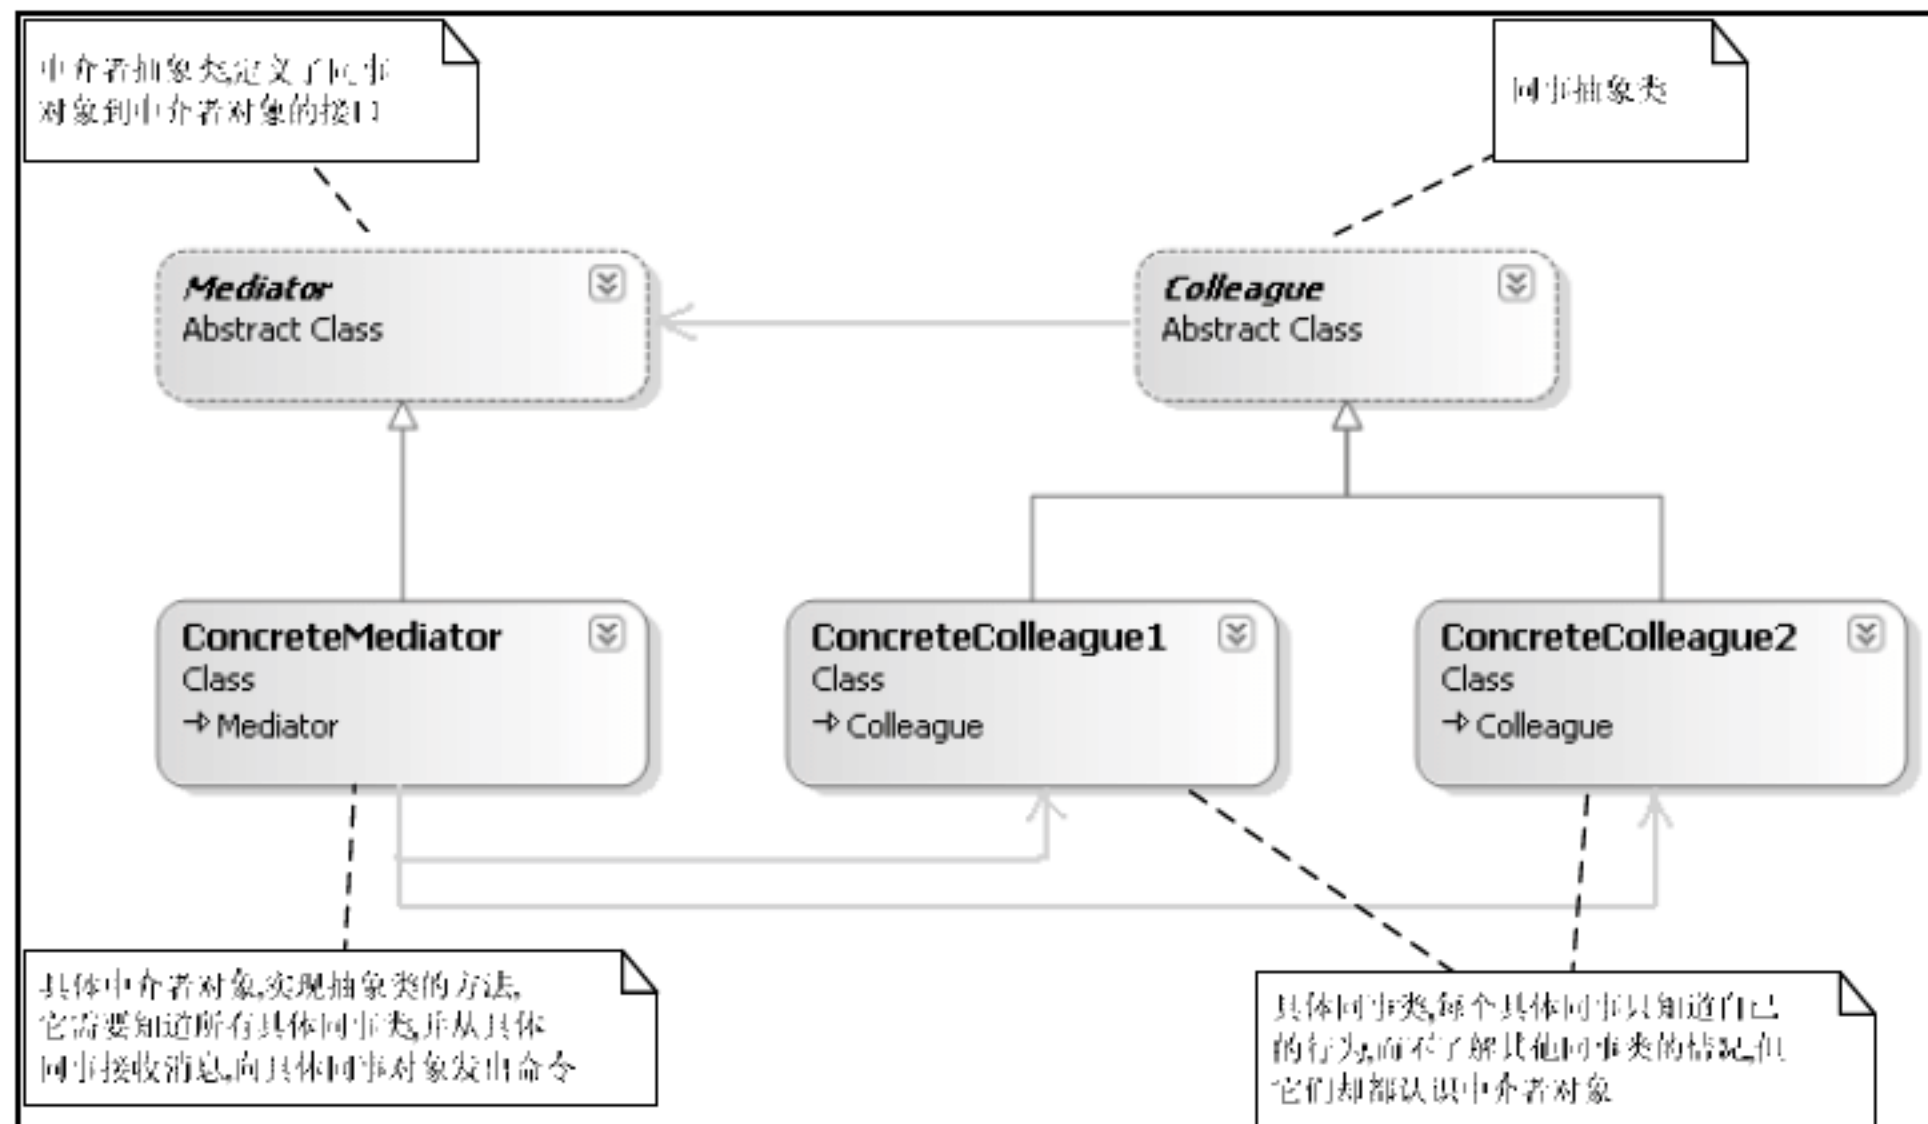 中介者抽象类,定义了同事
对象到中介者对象的接口
同事抽象类
Mediator
Abstract Class
Colleague
Abstract Class
ConcreteMediator
Class
Mediator
ConcreteColleague1
Class
Colleague
ConcreteColleague2
Class
Colleague
具体中介者对象,实现抽象类的方法,
它需要知道所有具体同事类,并从具体
同事接收消息,向具体同事对象发出命令
具体同事类,每个具体同事只知道自己
的行为,而不了解其他同事类的情况,但
它们却都认识中介者对象